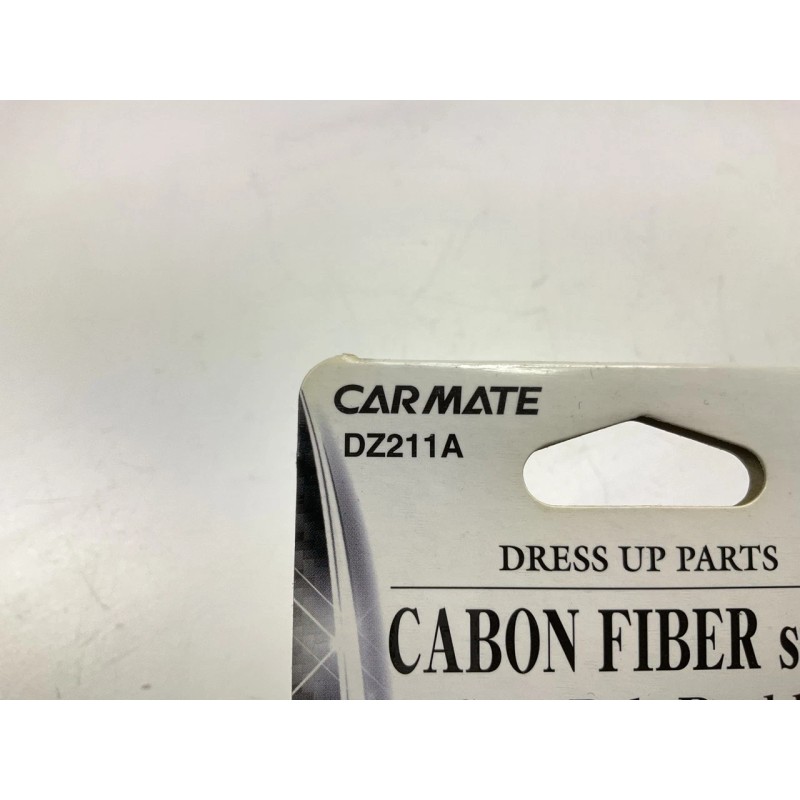 CARMATE
DZ211A
DRESS UP PARTS
CABON FIBER s